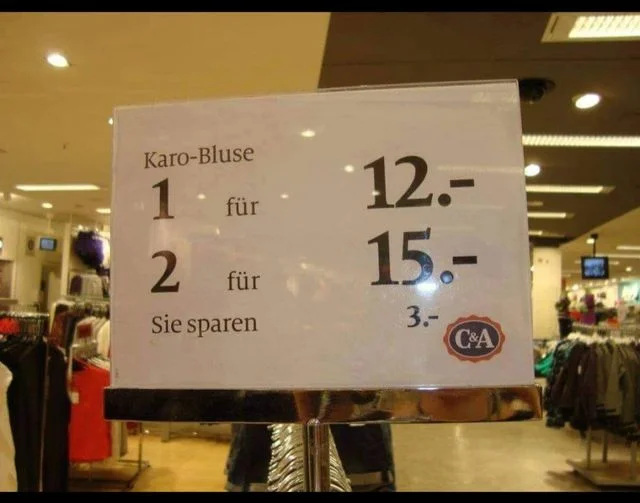 Karo-Bluse
1 für 12.-
2 für 15.-
Sie sparen 3.-
C&A